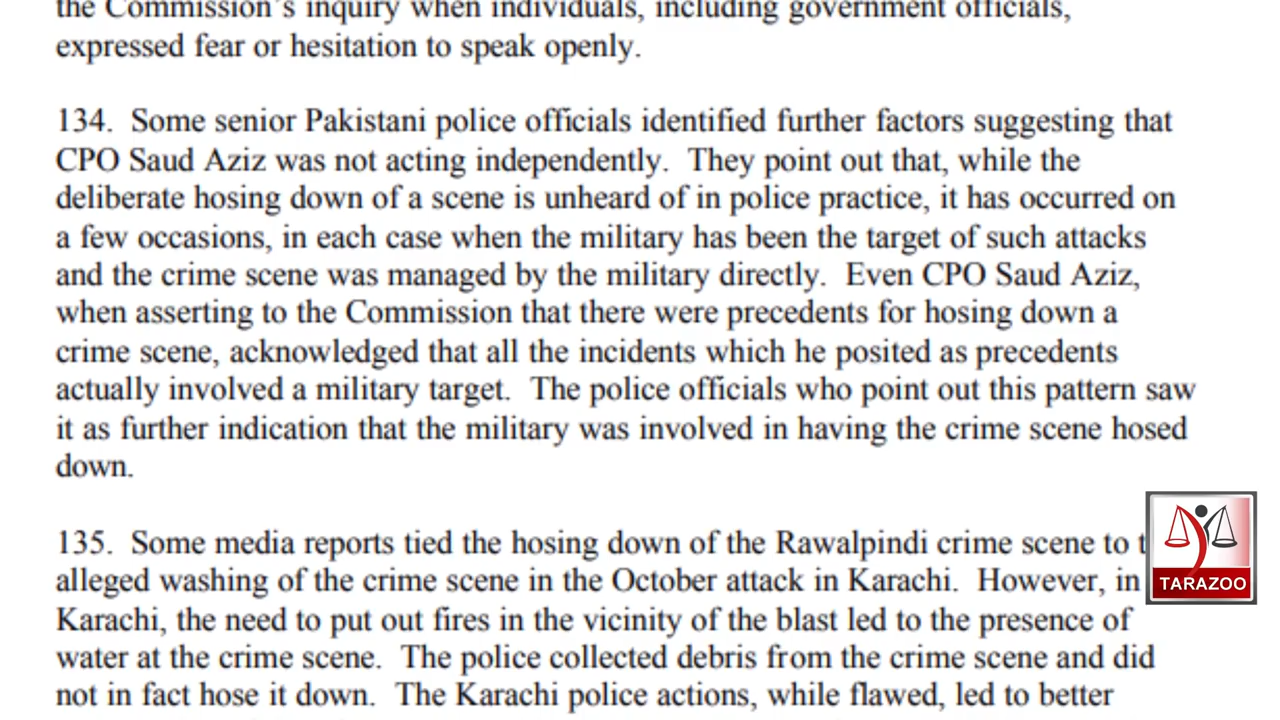 the Commission's inquiry when individuals, including government officials,
expressed fear or hesitation to speak openly.
134.  Some senior Pakistani police officials identified further factors suggesting that
CPO Saud Aziz was not acting independently.  They point out that, while the
deliberate hosing down of a scene is unheard of in police practice, it has occurred on
a few occasions, in each case when the military has been the target of such attacks
and the crime scene was managed by the military directly.  Even CPO Saud Aziz,
when asserting to the Commission that there were precedents for hosing down a
crime scene, acknowledged that all the incidents which he posited as precedents
actually involved a military target.  The police officials who point out this pattern saw
it as further indication that the military was involved in having the crime scene hosed
down.
135.  Some media reports tied the hosing down of the Rawalpindi crime scene to
alleged washing of the crime scene in the October attack in Karachi.  However, in
Karachi, the need to put out fires in the vicinity of the blast led to the presence of
water at the crime scene.  The police collected debris from the crime scene and did
not in fact hose it down.  The Karachi police actions, while flawed, led to better
TARAZOO